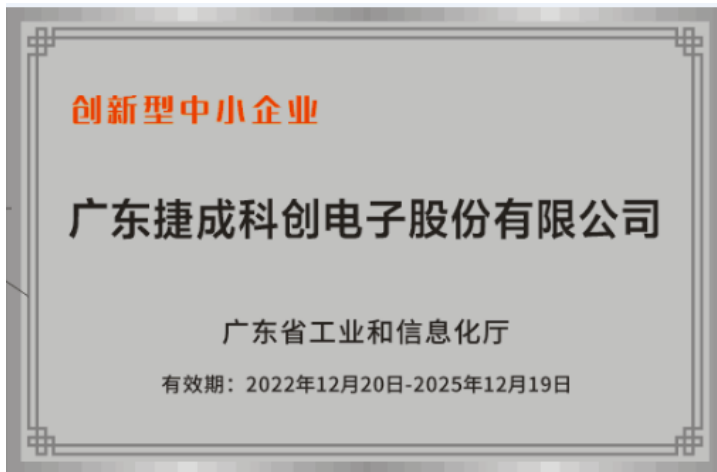 创新型中小企业
广东捷成科创电子股份有限公司
广东省工业和信息化厅
有效期：2022年12月20日-2025年12月19日